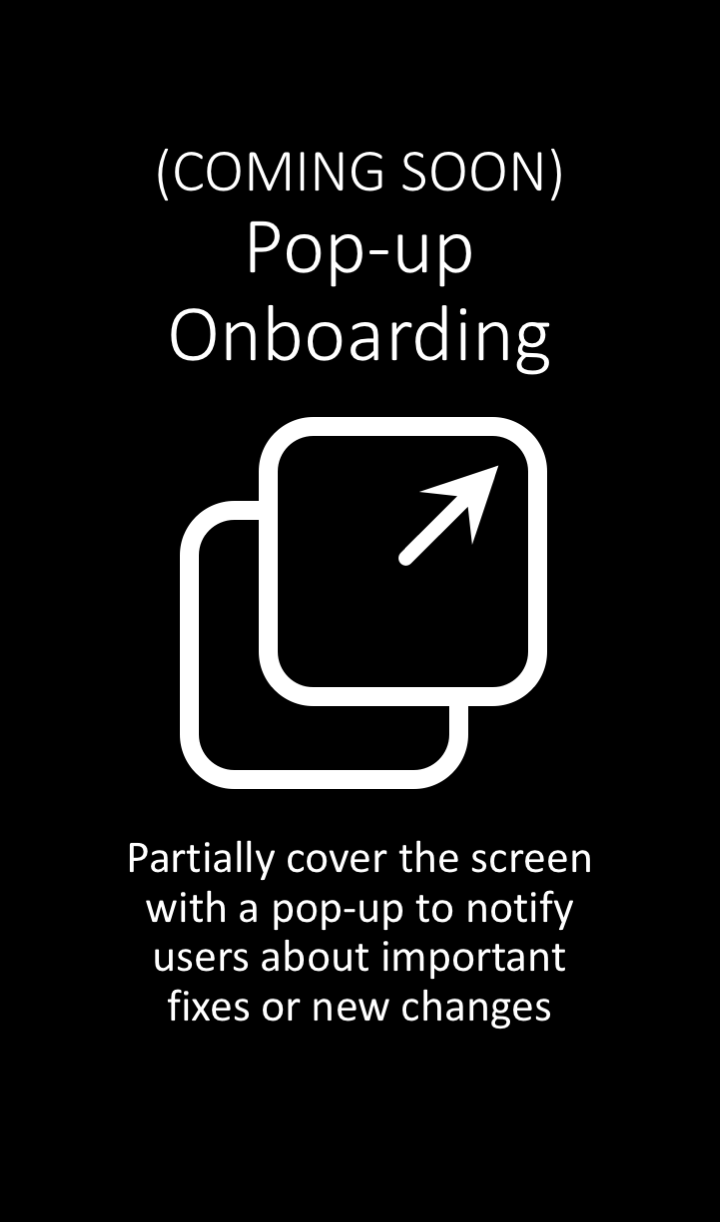 (COMING SOON)
Pop-up
Onboarding
Partially cover the screen
with a pop-up to notify
users about important
fixes or new changes